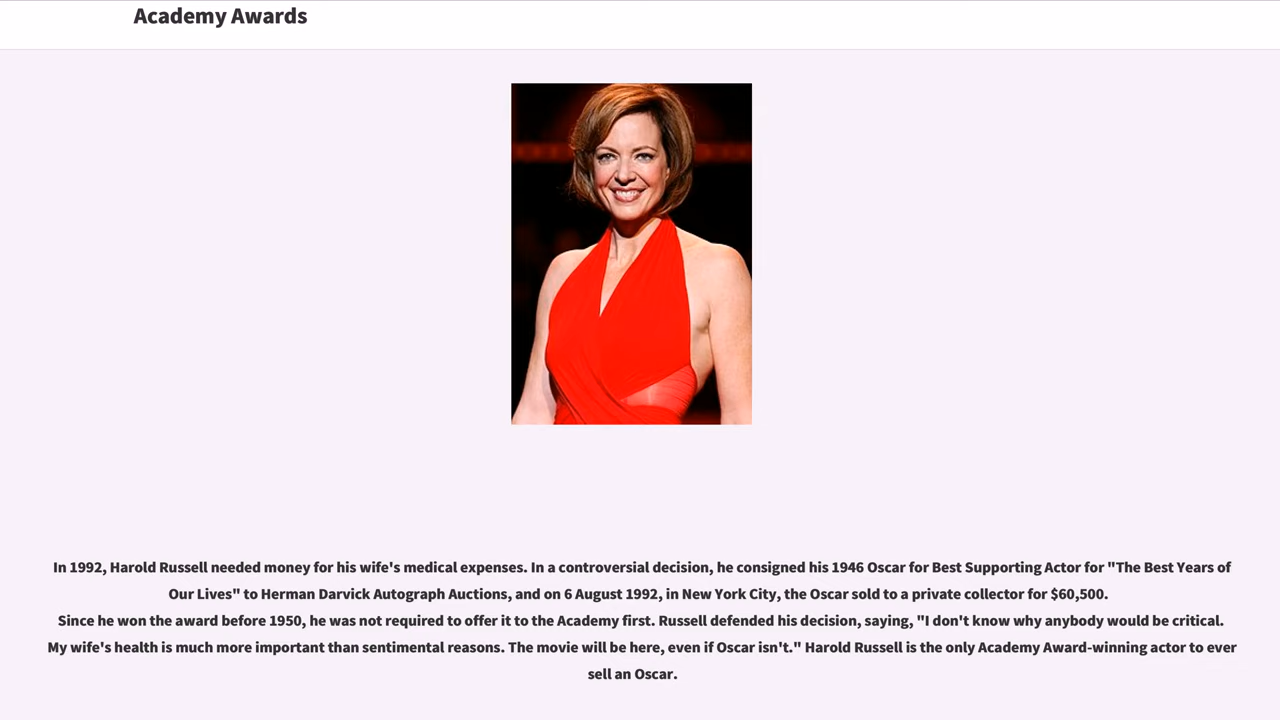 Academy Awards
In 1992, Harold Russell needed money for his wife's medical expenses. In a controversial decision, he consigned his 1946 Oscar for Best Supporting Actor for "The Best Years of
Our Lives" to Herman Darvick Autograph Auctions, and on 6 August 1992, in New York City, the Oscar sold to a private collector for $60,500.
Since he won the award before 1950, he was not required to offer it to the Academy first. Russell defended his decision, saying, "I don't know why anybody would be critical.
My wife's health is much more important than sentimental reasons. The movie will be here, even if Oscar isn't." Harold Russell is the only Academy Award-winning actor to ever
sell an Oscar.